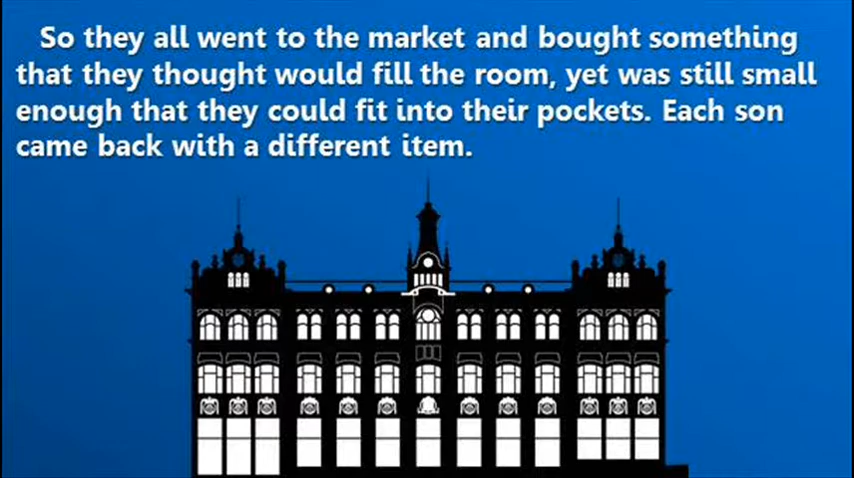 So they all went to the market and bought something
that they thought would fill the room, yet was still small
enough that they could fit into their pockets. Each son
came back with a different item.